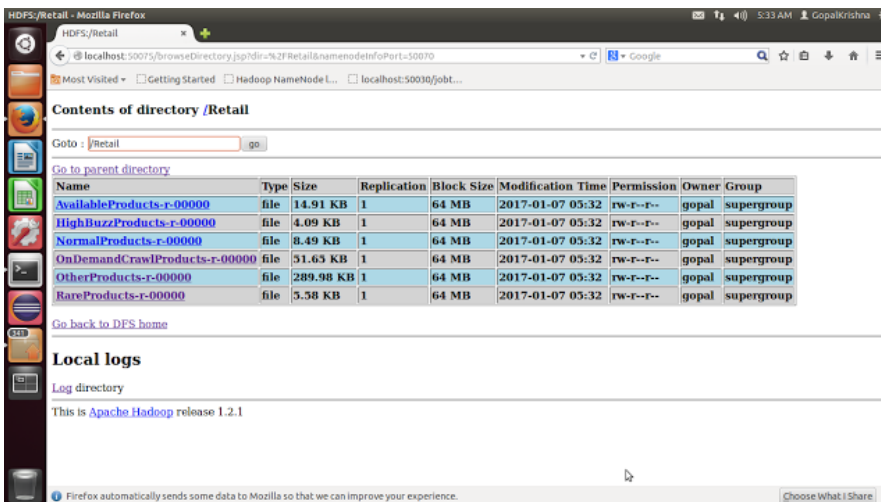 HDFS:/Retail - Mozilla Firefox 5:33 AM GopalKrishna
HDFS:/Retail
localhost:50075/browseDirectory.jsp?dir=%2FRetail&namenodeInfoPort=50070 Google
Most Visited Getting Started Hadoop NameNode l... localhost:50030/jobt...
Contents of directory /Retail
Goto : /Retail go
Go to parent directory
Name Type Size Replication Block Size Modification Time Permission Owner Group
AvailableProducts-r-00000 file 14.91 KB 1 64 MB 2017-01-07 05:32 rw-r--r-- gopal supergroup
HighBuzzProducts-r-00000 file 4.09 KB 1 64 MB 2017-01-07 05:32 rw-r--r-- gopal supergroup
NormalProducts-r-00000 file 8.49 KB 1 64 MB 2017-01-07 05:32 rw-r--r-- gopal supergroup
OnDemandCrawlProducts-r-00000 file 51.65 KB 1 64 MB 2017-01-07 05:32 rw-r--r-- gopal supergroup
OtherProducts-r-00000 file 289.98 KB 1 64 MB 2017-01-07 05:32 rw-r--r-- gopal supergroup
RareProducts-r-00000 file 5.58 KB 1 64 MB 2017-01-07 05:32 rw-r--r-- gopal supergroup
Go back to DFS home
341
Local logs
Log directory
This is Apache Hadoop release 1.2.1
Firefox automatically sends some data to Mozilla so that we can improve your experience. Choose What I Share